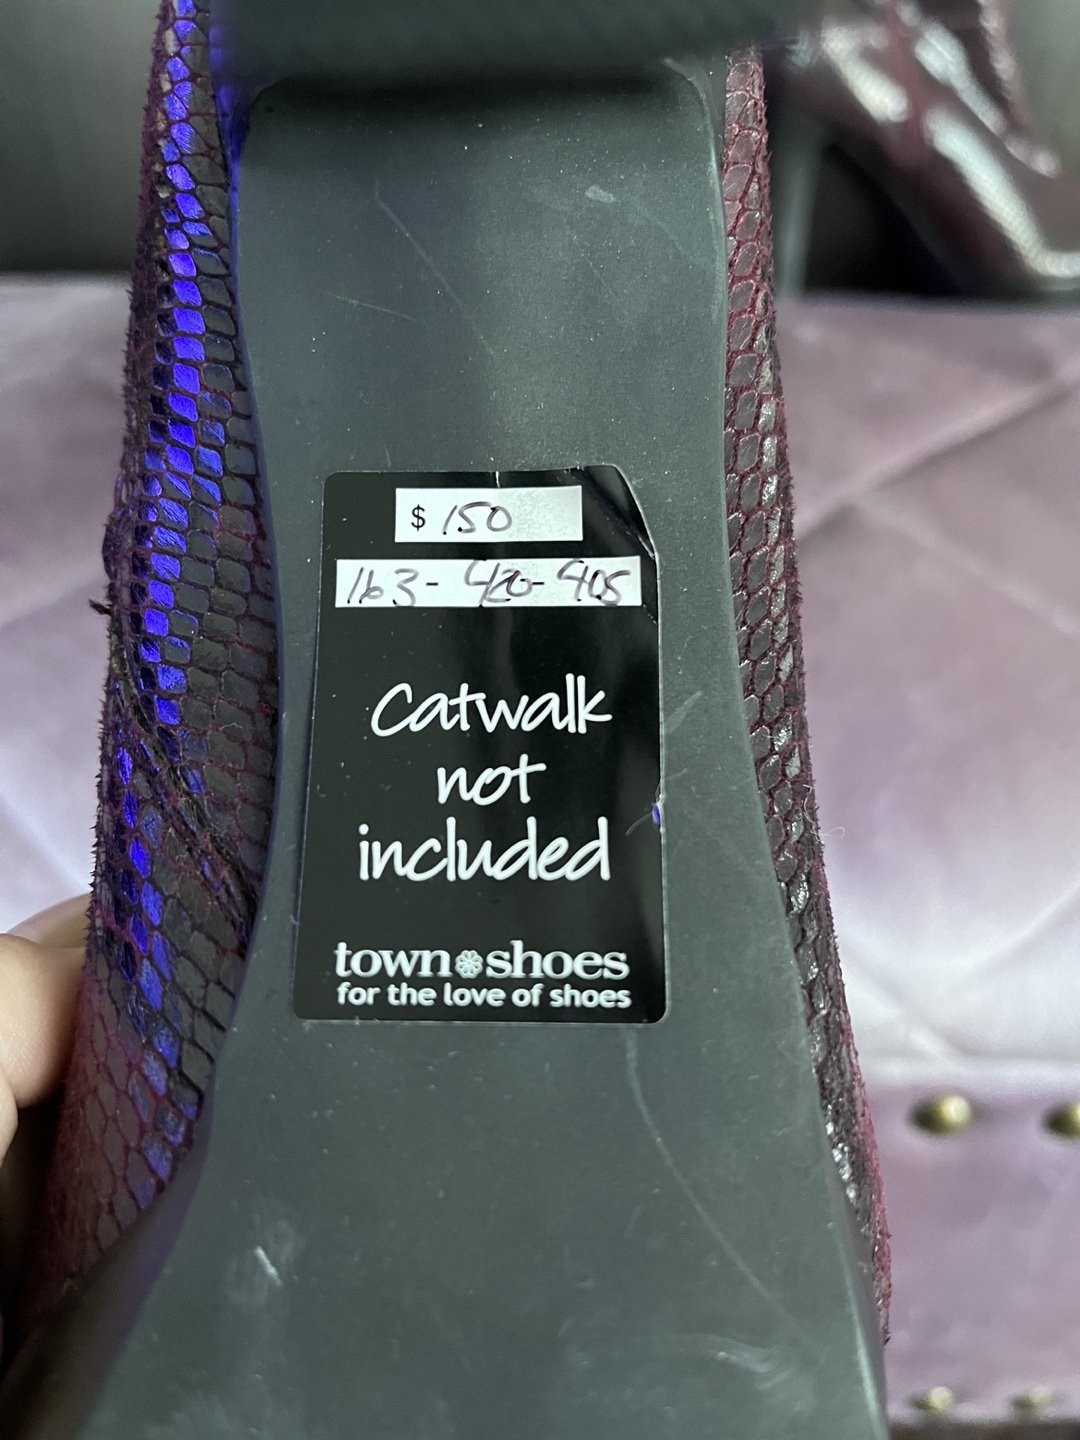 $ 150
163-420-405
Catwalk
not
included
town shoes
for the love of shoes